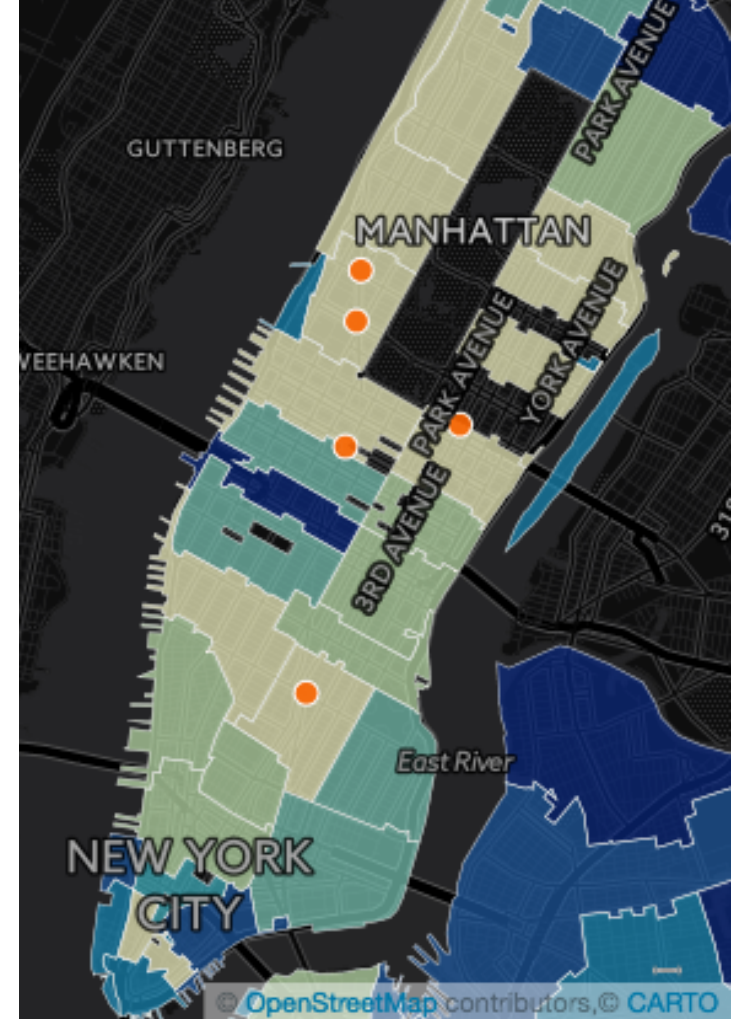 PARK AVENUE
GUTTENBERG
MANHATTAN
WEEHAWKEN
PARK AVENUE
YORK AVENUE
3RD AVENUE
East River
NEW YORK
CITY
© OpenStreetMap contributors,© CARTO